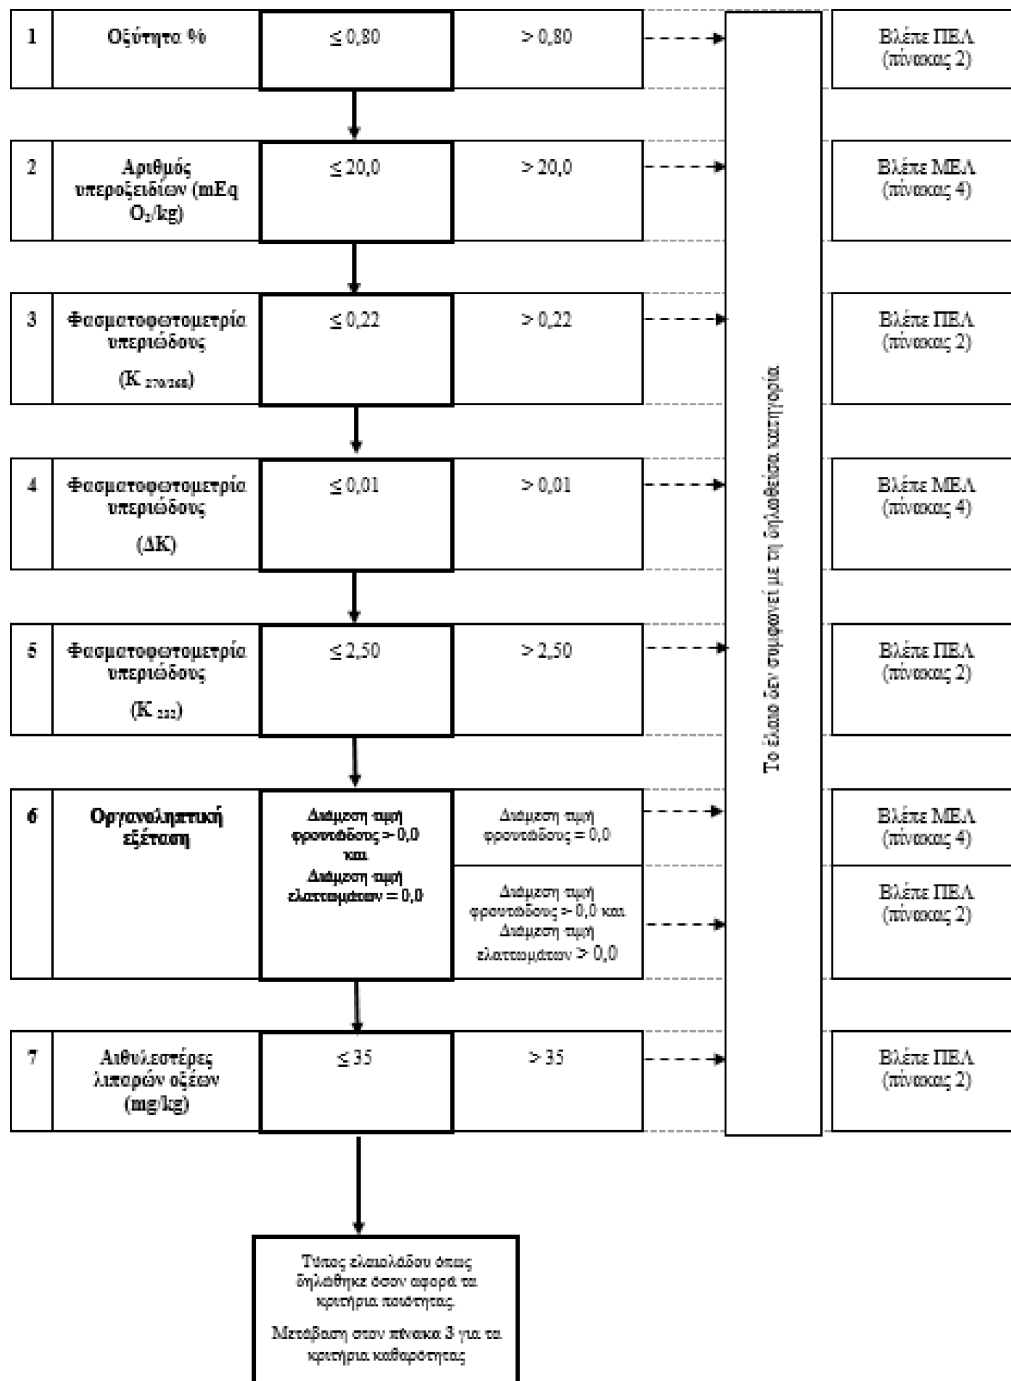 1 Οξύτητα % ≤ 0,80 > 0,80 Βλέπε ΠΕΛ
(πίνακας 2)
2 Αριθμός ≤ 20,0 > 20,0 Βλέπε ΜΕΛ
υπεροξειδίων (mEq (πίνακας 4)
O₂/kg)
3 Φασματοφωτομετρία ≤ 0,22 > 0,22 Βλέπε ΠΕΛ
υπεριώδους (πίνακας 2)
(K 270/268)
4 Φασματοφωτομετρία ≤ 0,01 > 0,01 Βλέπε ΜΕΛ
υπεριώδους (πίνακας 4)
(ΔK)
5 Φασματοφωτομετρία ≤ 2,50 > 2,50 Βλέπε ΠΕΛ
υπεριώδους (πίνακας 2)
(K 232)
6 Οργανοληπτική
εξέταση
Διάμεση τιμή
φρουτώδους > 0,0
και
Διάμεση τιμή
ελαττωμάτων = 0,0
Διάμεση τιμή
φρουτώδους = 0,0
Βλέπε ΜΕΛ
(πίνακας 4)
Διάμεση τιμή
φρουτώδους > 0,0 και
Διάμεση τιμή
ελαττωμάτων > 0,0
Βλέπε ΠΕΛ
(πίνακας 2)
7 Αιθυλεστέρες ≤ 35 > 35 Βλέπε ΠΕΛ
λιπαρών οξέων (πίνακας 2)
(mg/kg)
Το έλαιο δεν συμφωνεί με τη δηλωθείσα κατηγορία
Τύπος ελαιολάδου όπως
δηλώθηκε όσον αφορά τα
κριτήρια ποιότητας.
Μετάβαση στον πίνακα 3 για τα
κριτήρια καθαρότητας